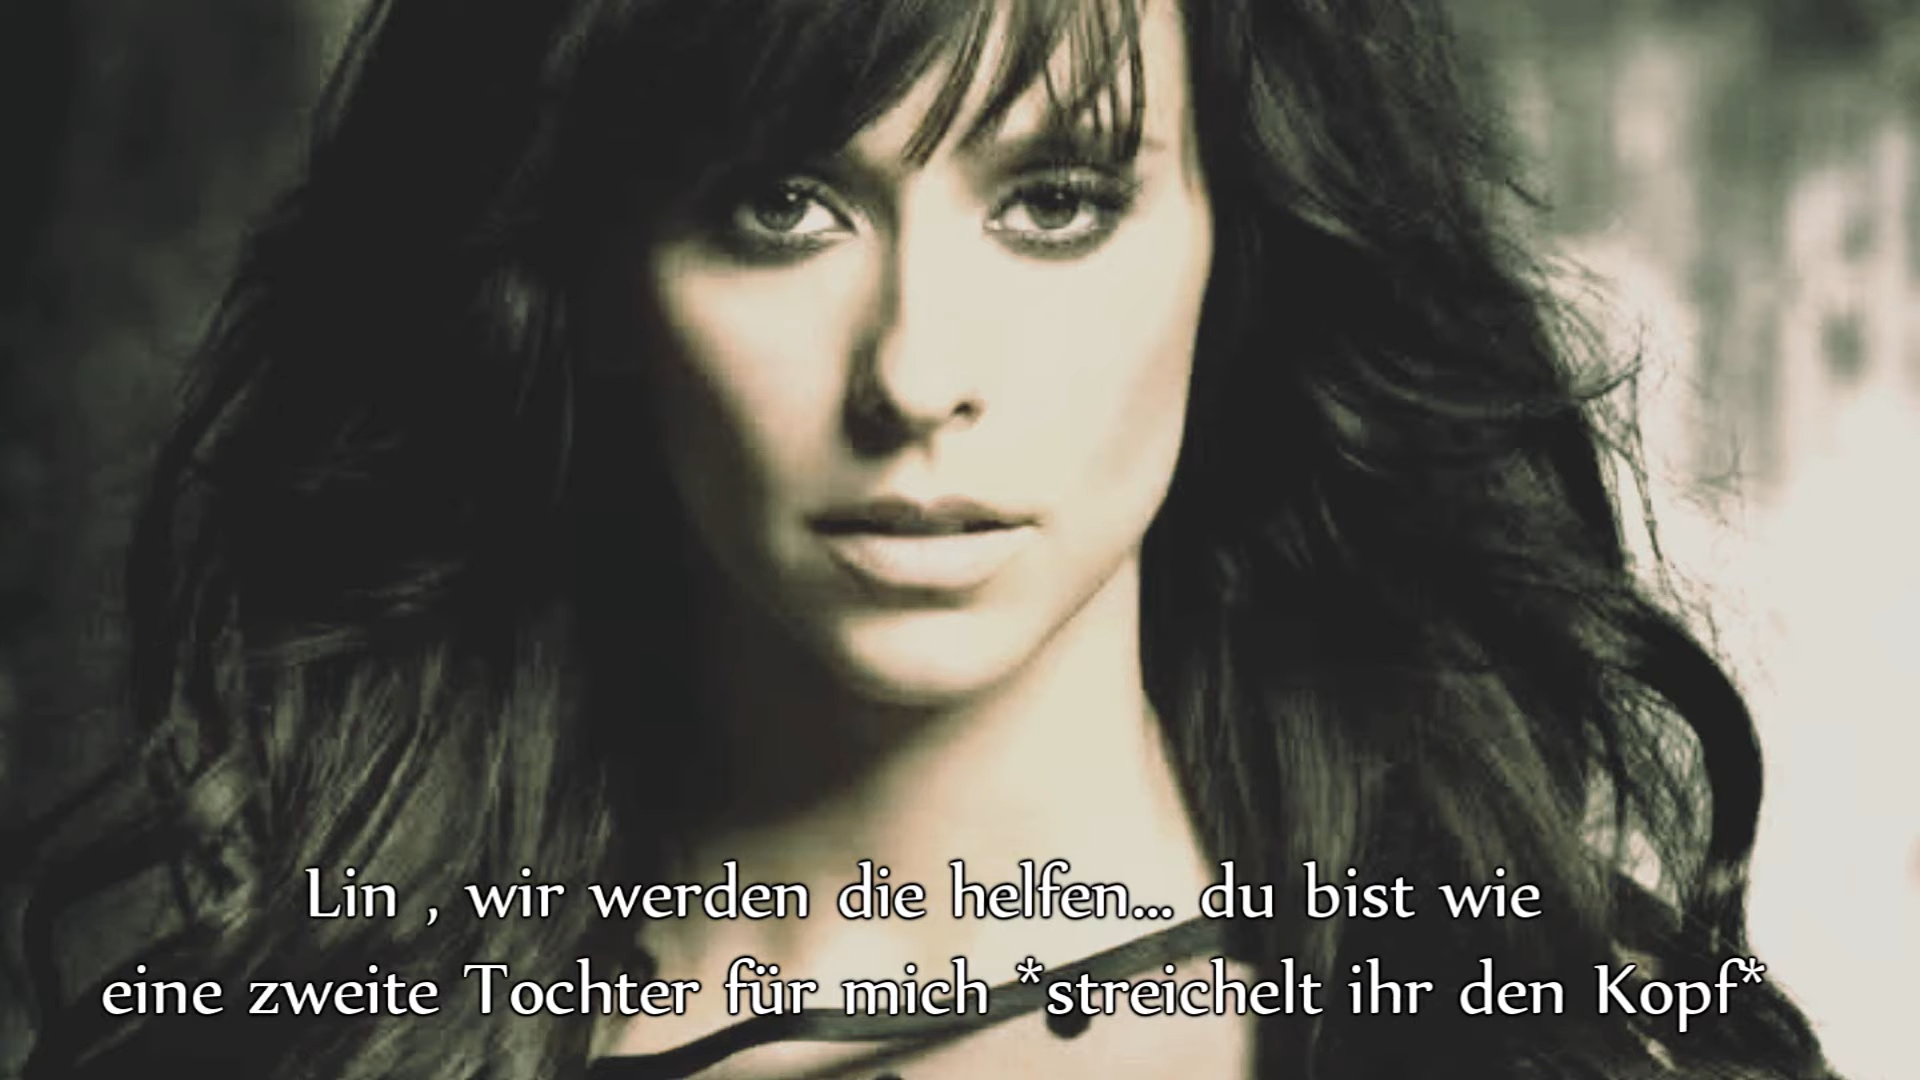 Lin , wir werden die helfen... du bist wie
eine zweite Tochter für mich *streichelt ihr den Kopf*